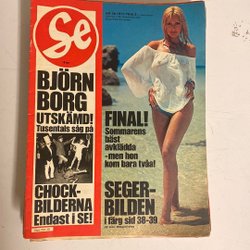 Se
BJÖRN
BORG
UTSKÄMD!
Tusentals såg på
CHOCK-
BILDERNA
Endast i SE!
FINAL!
Sommarens
bäst
avklädda
-men hon
kom bara tvåa!
SEGER-
BILDEN
i färg sid 38-39